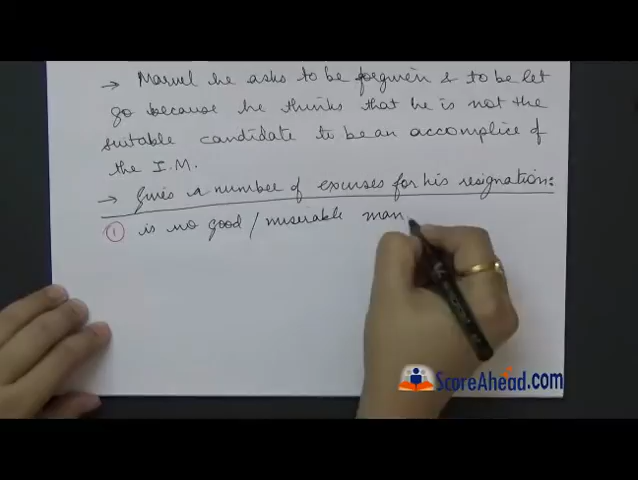 → Marvel he asks to be forgivein & to be let
go because he thinks that he is not the
suitable candidate to be an accomplice of
the I.M.
→ Gives a number of excuses for his resignation:
① is no good / miserable man
ScoreAhead.com